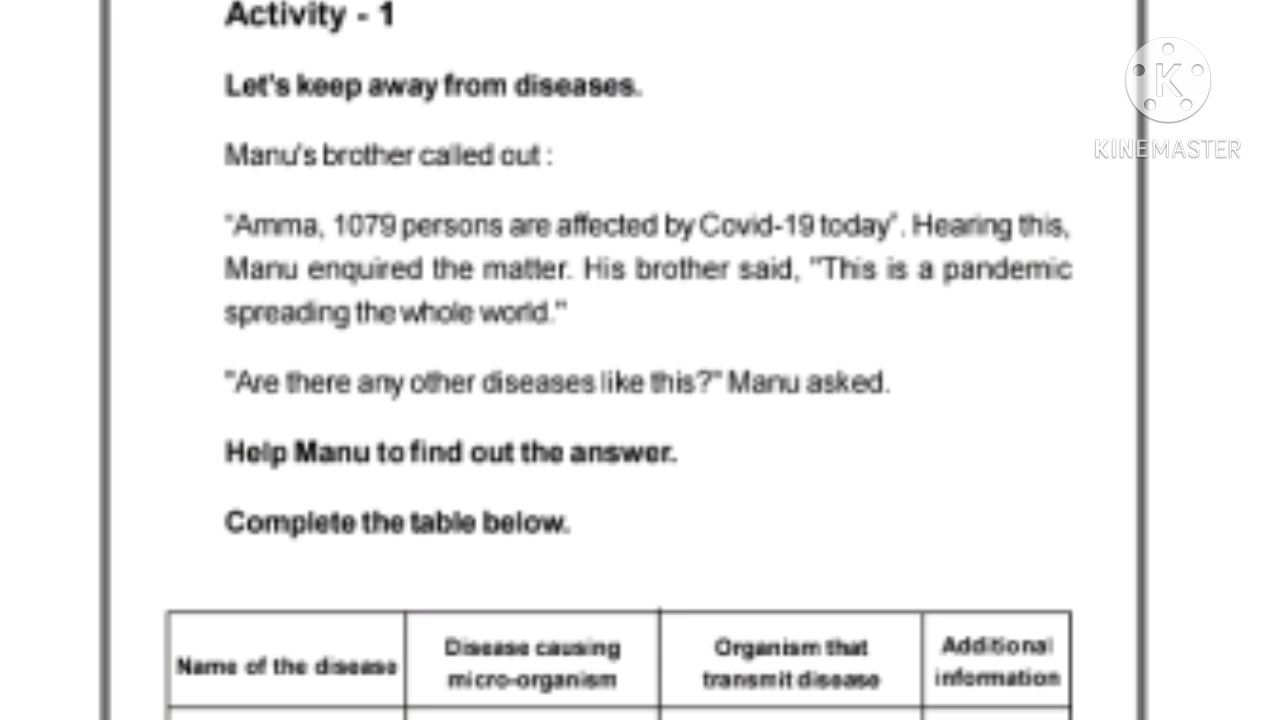 Activity - 1
Let's keep away from diseases.
Manu's brother called out :
"Amma, 1079 persons are affected by Covid-19 today". Hearing this,
Manu enquired the matter. His brother said, "This is a pandemic
spreading the whole world."
"Are there any other diseases like this?" Manu asked.
Help Manu to find out the answer.
Complete the table below.
Name of the disease
Disease causing
micro-organism
Organism that
transmit disease
Additional
information
K
KINEMASTER